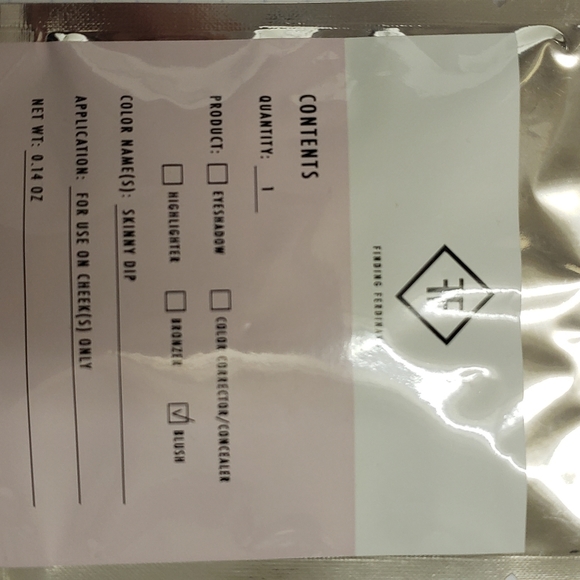 FINDING FERDINAND
CONTENTS
QUANTITY: 1
PRODUCT: ☐ EYESHADOW ☐ COLOR CORRECTOR/CONCEALER
☐ HIGHLIGHTER ☐ BRONZER ☑ BLUSH
COLOR NAME(S): SKINNY DIP
APPLICATION: FOR USE ON CHEEK(S) ONLY
NET WT: 0.14 OZ